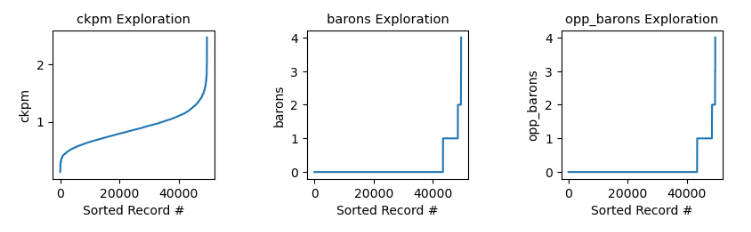 ckpm Exploration
ckpm
2
1
0
20000
40000
Sorted Record #
barons Exploration
barons
4
3
2
1
0
0
20000
40000
Sorted Record #
opp_barons Exploration
opp_barons
4
3
2
1
0
0
20000
40000
Sorted Record #